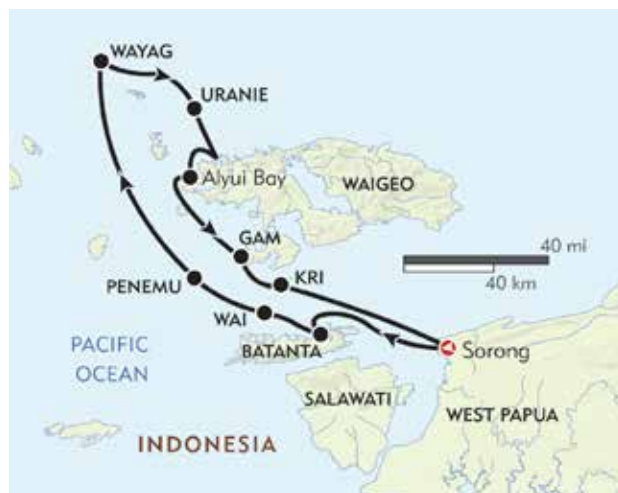 WAYAG
URANIE
Alyui Bay
WAIGEO
GAM
40 mi
40 km
KRI
PENEMU
WAI
PACIFIC
OCEAN
BATANTA
Sorong
SALAWATI
WEST PAPUA
INDONESIA